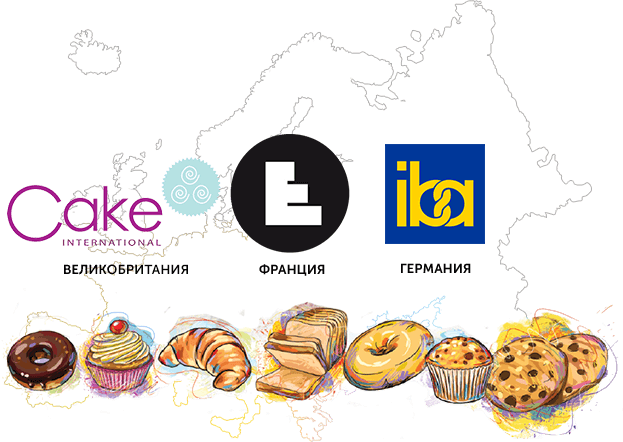 Cake
INTERNATIONAL
ВЕЛИКОБРИТАНИЯ
E
ФРАНЦИЯ
iba
ГЕРМАНИЯ